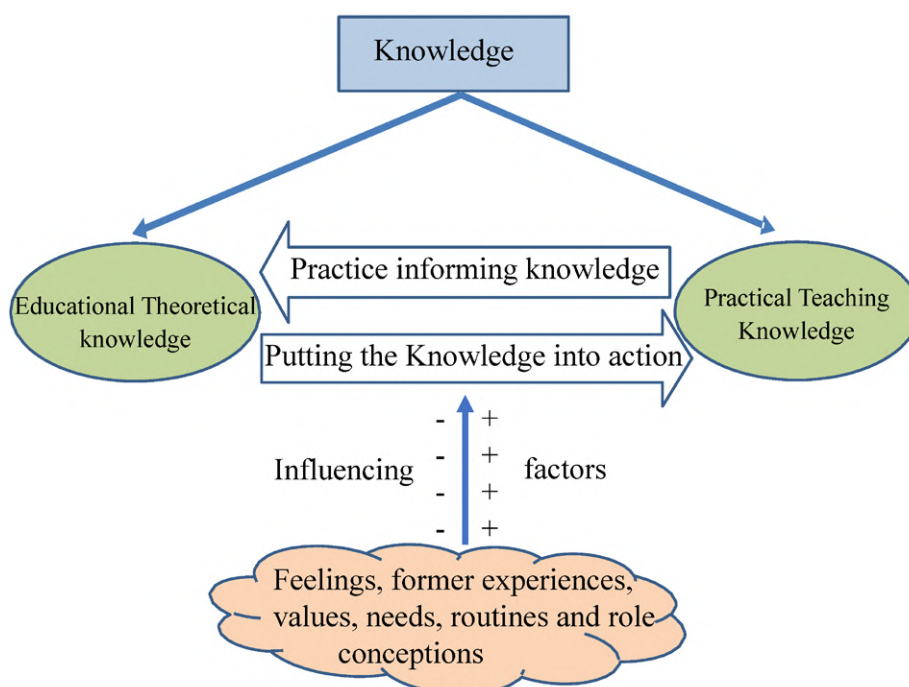 Knowledge
Practice informing knowledge
Educational Theoretical
knowledge
Practical Teaching
Knowledge
Putting the Knowledge into action
- +
- +
Influencing factors
- +
- +
Feelings, former experiences,
values, needs, routines and role
conceptions